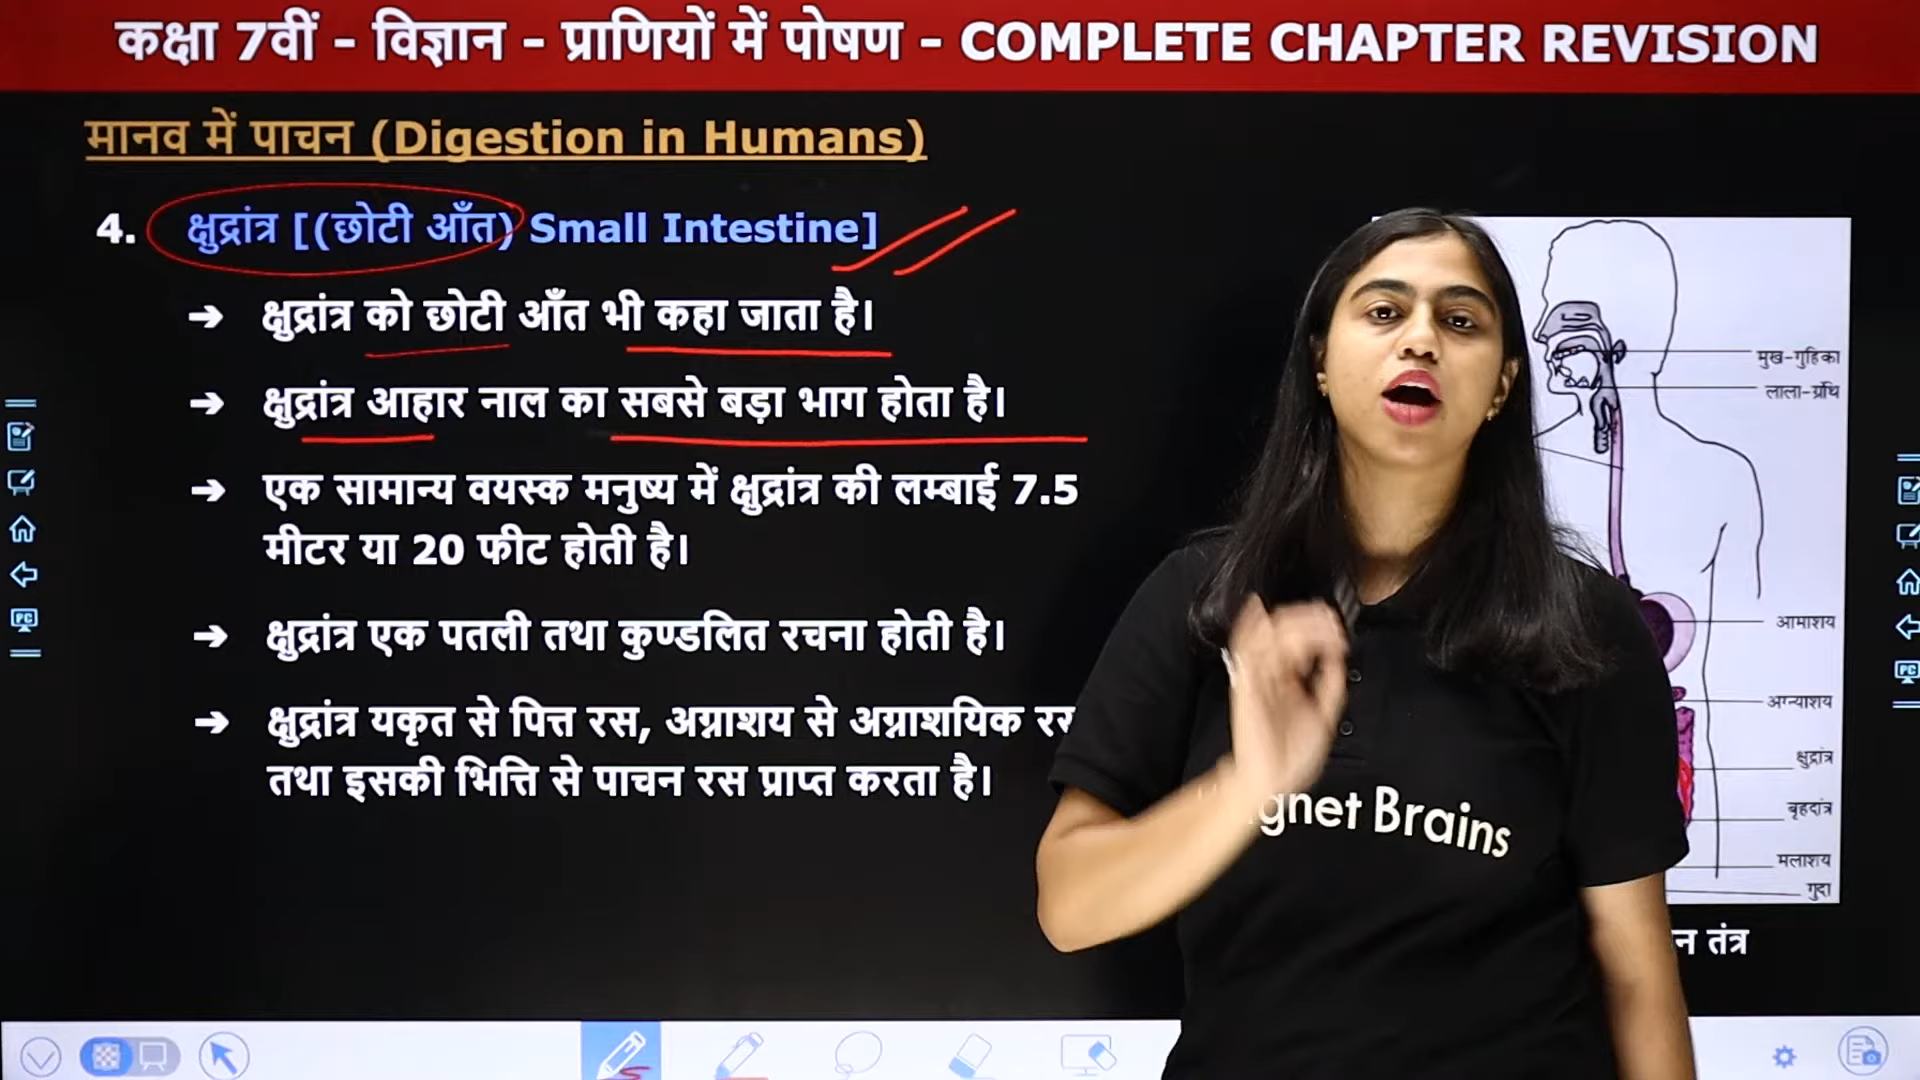 कक्षा 7वीं - विज्ञान - प्राणियों में पोषण - COMPLETE CHAPTER REVISION
मानव में पाचन (Digestion in Humans)
4. क्षुद्रांत्र [(छोटी आँत) Small Intestine]
➔ क्षुद्रांत्र को छोटी आँत भी कहा जाता है।
➔ क्षुद्रांत्र आहार नाल का सबसे बड़ा भाग होता है।
➔ एक सामान्य वयस्क मनुष्य में क्षुद्रांत्र की लम्बाई 7.5
मीटर या 20 फीट होती है।
➔ क्षुद्रांत्र एक पतली तथा कुण्डलित रचना होती है।
➔ क्षुद्रांत्र यकृत से पित्त रस, अग्नाशय से अग्नाशयिक
तथा इसकी भित्ति से पाचन रस प्राप्त करता है।
मुख-गुहिका
लाला-ग्रंथि
आमाशय
अग्न्याशय
क्षुद्रांत्र
बृहदांत्र
मलाशय
गुदा
तंत्र
Brains
PC
PC